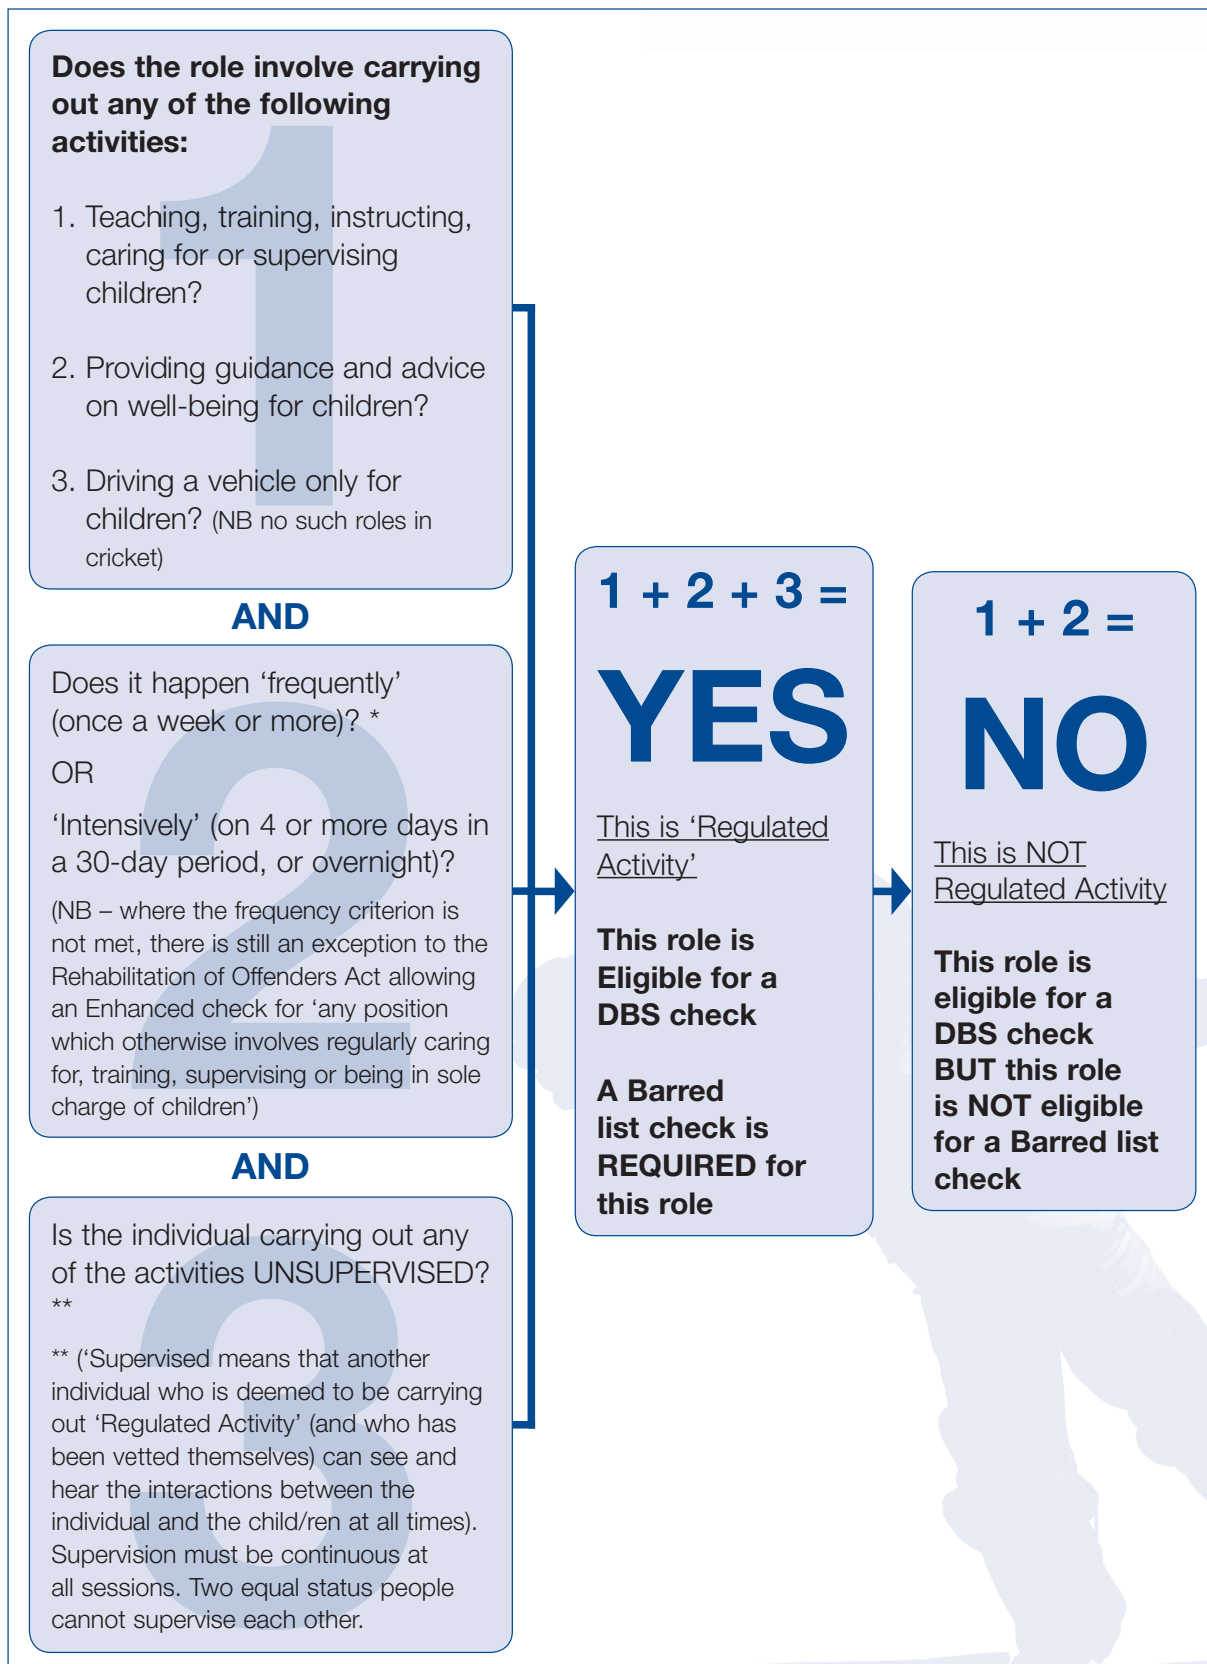 Does the role involve carrying
out any of the following
activities:
1. Teaching, training, instructing,
caring for or supervising
children?
2. Providing guidance and advice
on well-being for children?
3. Driving a vehicle only for
children? (NB no such roles in
cricket)
1
AND
Does it happen ‘frequently’
(once a week or more)? *
OR
‘Intensively’ (on 4 or more days in
a 30-day period, or overnight)?
(NB – where the frequency criterion is
not met, there is still an exception to the
Rehabilitation of Offenders Act allowing
an Enhanced check for ‘any position
which otherwise involves regularly caring
for, training, supervising or being in sole
charge of children’)
2
AND
Is the individual carrying out any
of the activities UNSUPERVISED?
**
** (‘Supervised means that another
individual who is deemed to be carrying
out ‘Regulated Activity’ (and who has
been vetted themselves) can see and
hear the interactions between the
individual and the child/ren at all times).
Supervision must be continuous at
all sessions. Two equal status people
cannot supervise each other.
3
1 + 2 + 3 =
YES
This is ‘Regulated
Activity’
This role is
Eligible for a
DBS check
A Barred
list check is
REQUIRED for
this role
1 + 2 =
NO
This is NOT
Regulated Activity
This role is
eligible for a
DBS check
BUT this role
is NOT eligible
for a Barred list
check